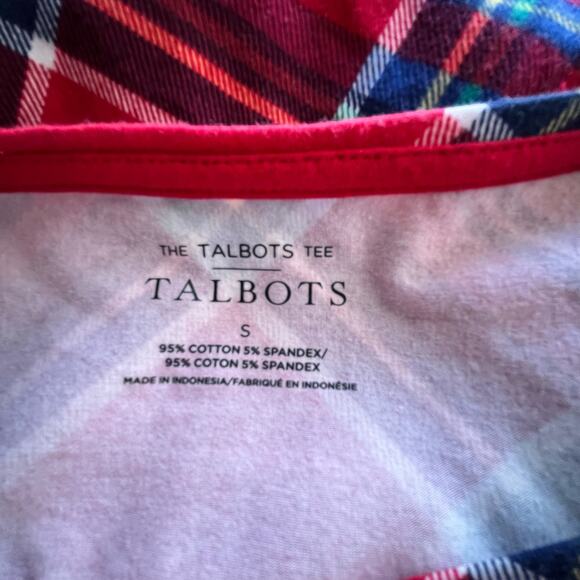 THE TALBOTS TEE
TALBOTS
S
95% COTTON 5% SPANDEX/
95% COTON 5% SPANDEX
MADE IN INDONESIA/FABRIQUÉ EN INDONÉSIE